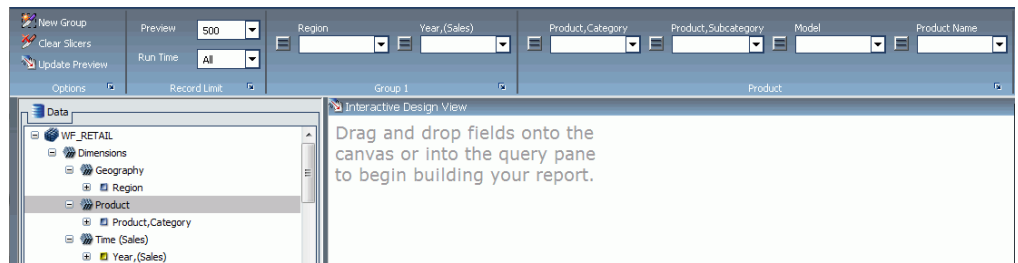 New Group
Clear Slicers
Update Preview
Options
Preview 500
Run Time All
Record Limit
Region Year,(Sales)
Group 1
Product,Category Product,Subcategory Model Product Name
Product
Data
WF_RETAIL
Dimensions
Geography
Region
Product
Product,Category
Time (Sales)
Year,(Sales)
Interactive Design View
Drag and drop fields onto the
canvas or into the query pane
to begin building your report.